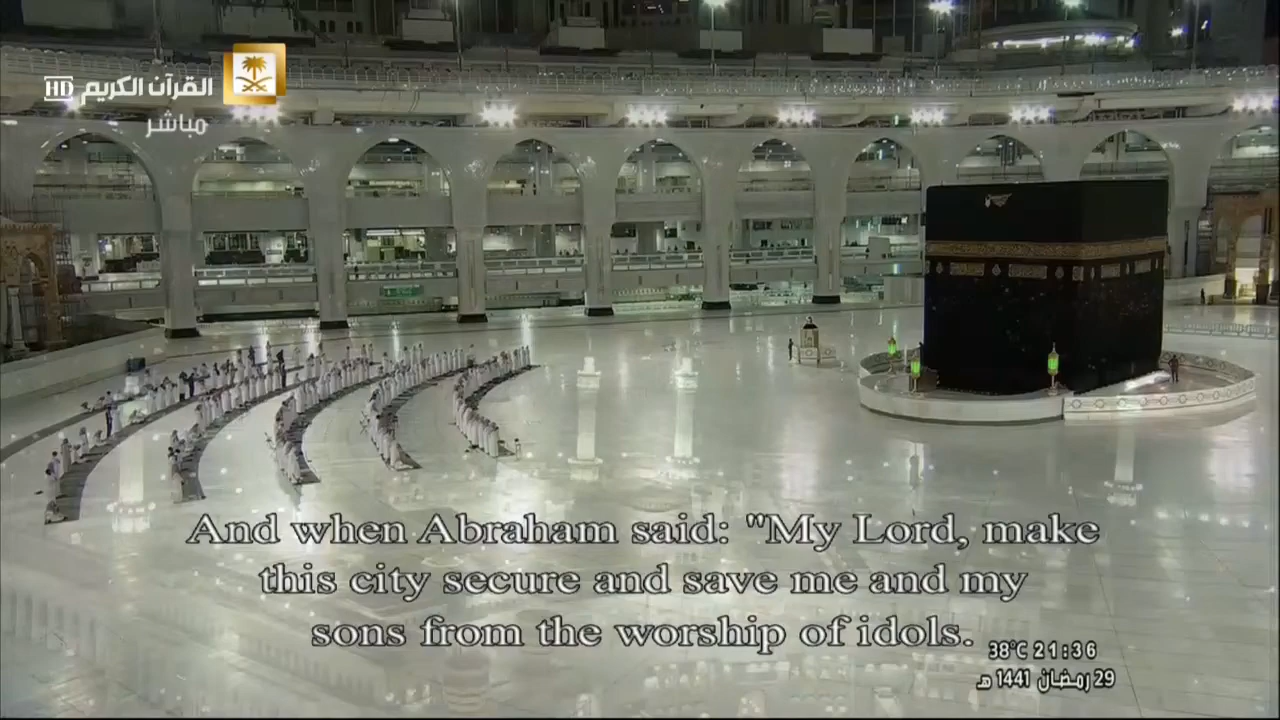 HD القرآن الكريم
مباشر
And when Abraham said: "My Lord, make
this city secure and save me and my
sons from the worship of idols.
38°C 21:36
29 رمضان 1441 هـ